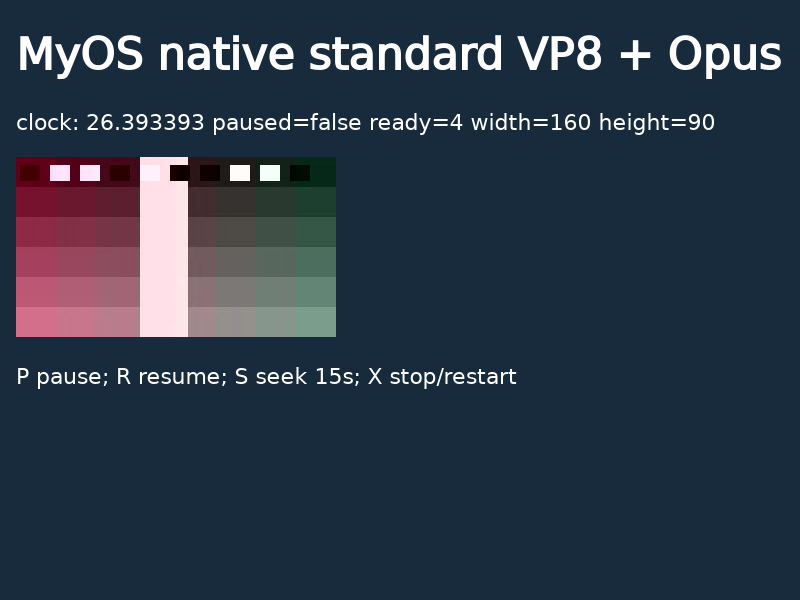 MyOS native standard VP8 + Opus
clock: 26.393393 paused=false ready=4 width=160 height=90
P pause; R resume; S seek 15s; X stop/restart